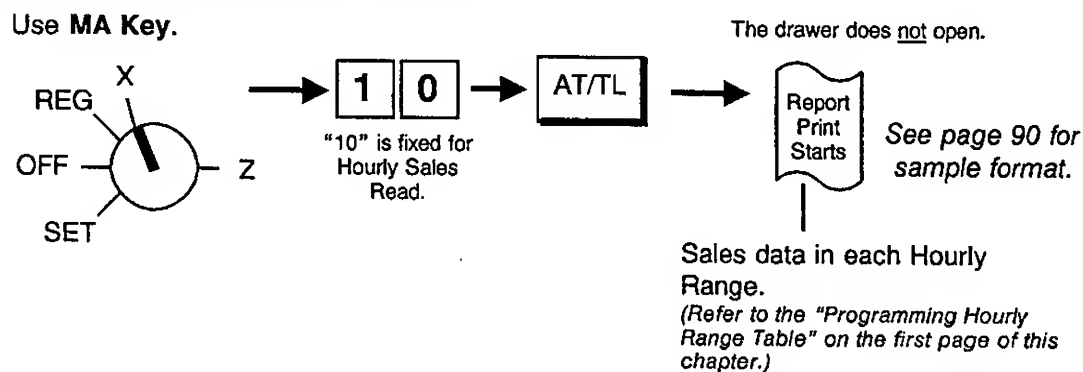 Use MA Key.
The drawer does not open.
X
REG
OFF
Z
SET
1 0
AT/TL
Report
Print
Starts
"10" is fixed for
Hourly Sales
Read.
See page 90 for
sample format.
Sales data in each Hourly
Range.
(Refer to the "Programming Hourly
Range Table" on the first page of this
chapter.)